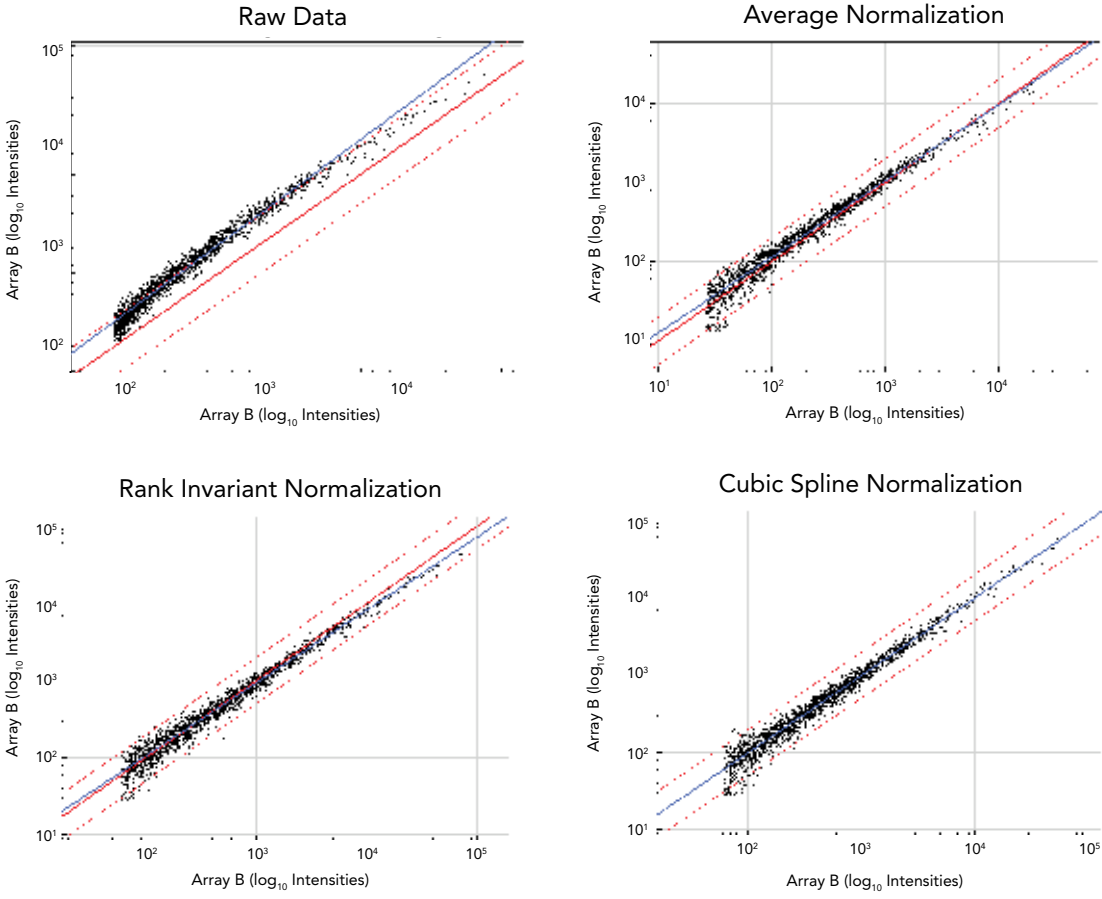 Raw Data
10⁵
10⁴
10³
10²
Array B (log₁₀ Intensities)
10² 10³ 10⁴
Array B (log₁₀ Intensities)
Average Normalization
10⁴
10³
10²
10¹
Array B (log₁₀ Intensities)
10¹ 10² 10³ 10⁴
Array B (log₁₀ Intensities)
Rank Invariant Normalization
10⁵
10⁴
10³
10²
10¹
Array B (log₁₀ Intensities)
10² 10³ 10⁴ 10⁵
Array B (log₁₀ Intensities)
Cubic Spline Normalization
10⁵
10⁴
10³
10²
10¹
Array B (log₁₀ Intensities)
10² 10³ 10⁴ 10⁵
Array B (log₁₀ Intensities)